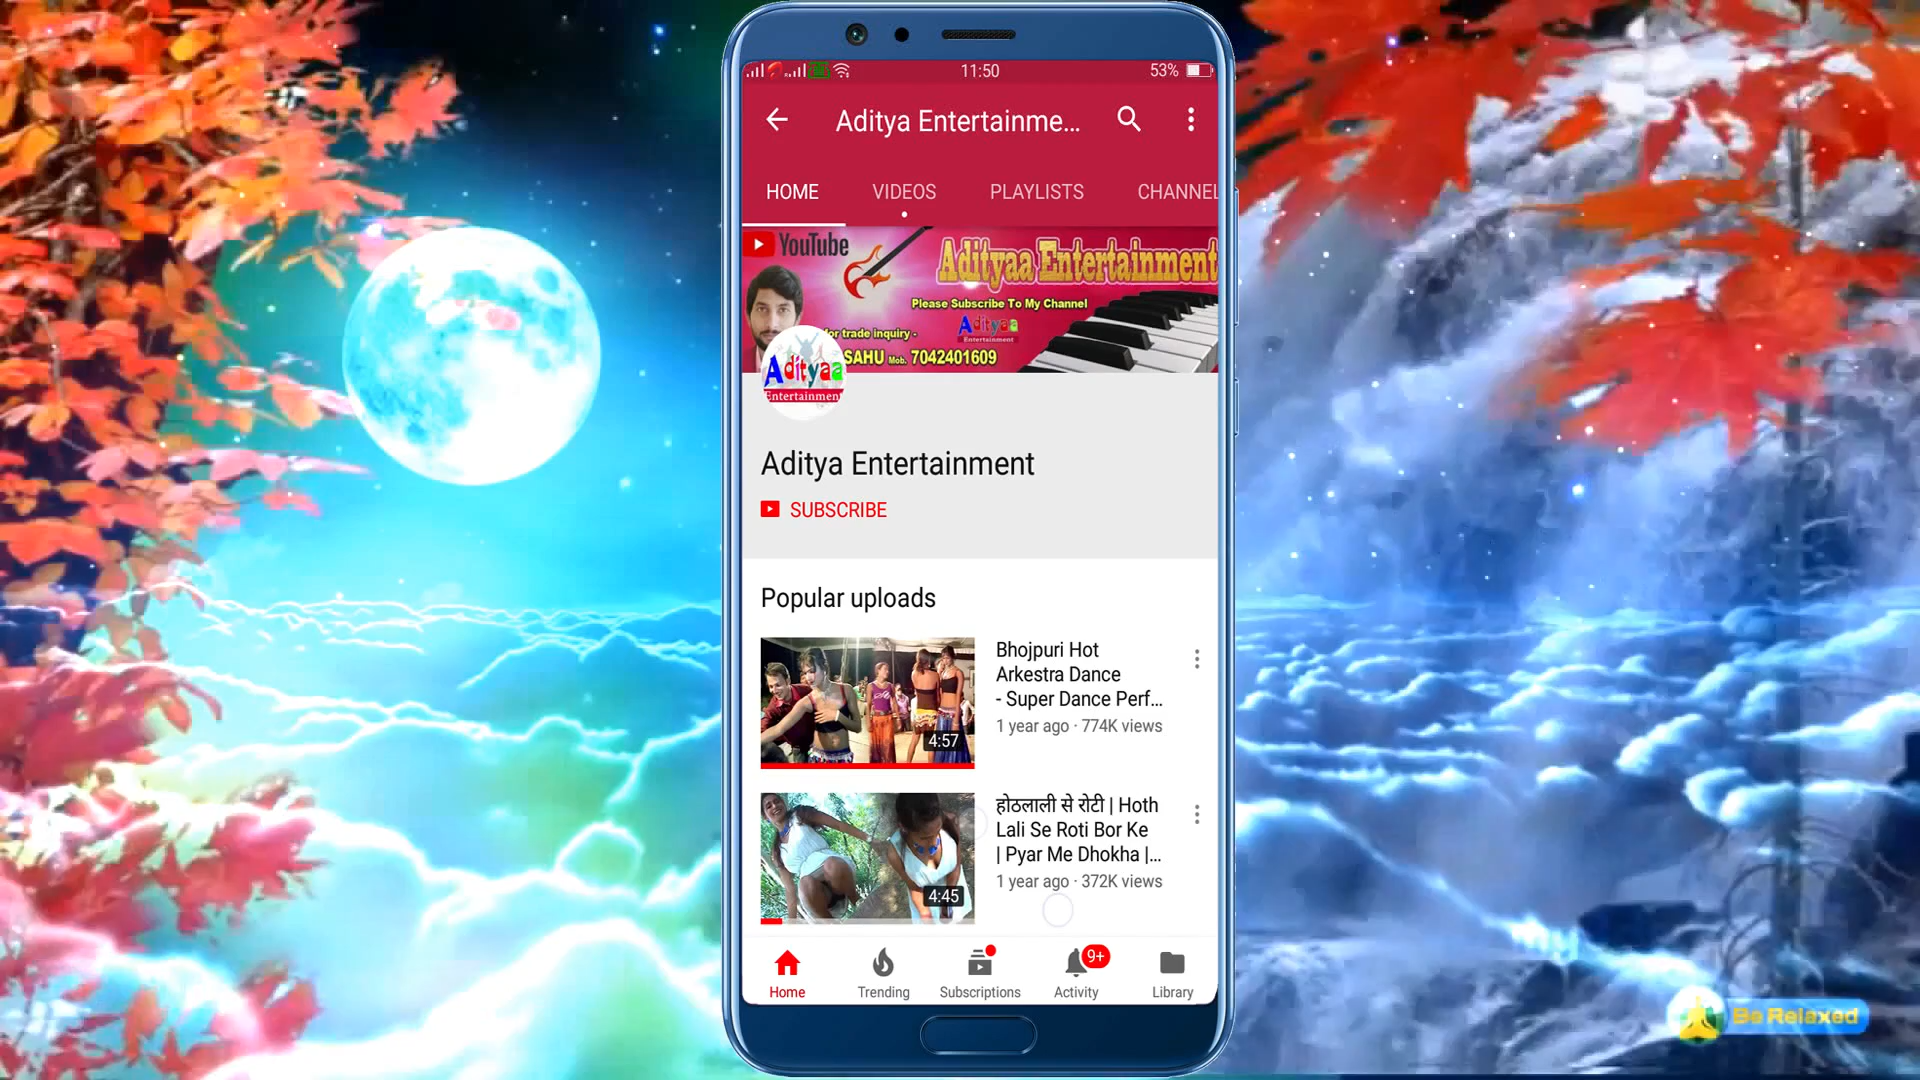 11:50
53%
Aditya Entertainme...
HOME VIDEOS PLAYLISTS CHANNEL
YouTube
Adityaa Entertainment
Please Subscribe To My Channel
Adityaa
Entertainment
for trade inquiry -
SAHU Mob. 7042401609
Adityaa
Entertainment
Aditya Entertainment
SUBSCRIBE
Popular uploads
Bhojpuri Hot
Arkestra Dance
- Super Dance Perf...
1 year ago · 774K views
4:57
होठलाली से रोटी | Hoth
Lali Se Roti Bor Ke
| Pyar Me Dhokha |...
1 year ago · 372K views
4:45
9+
Home Trending Subscriptions Activity Library
Be Relaxed